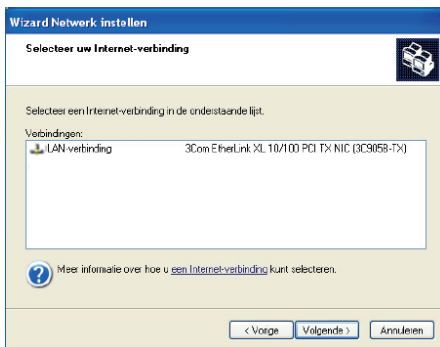 Wizard Netwerk instellen
Selecteer uw Internet-verbinding
Selecteer een Internet-verbinding in de onderstaande lijst.
Verbindingen:
LAN-verbinding 3Com EtherLink XL 10/100 PCI TX NIC (3C905B-TX)
Meer informatie over hoe u een Internet-verbinding kunt selecteren.
< Vorige Volgende > Annuleren